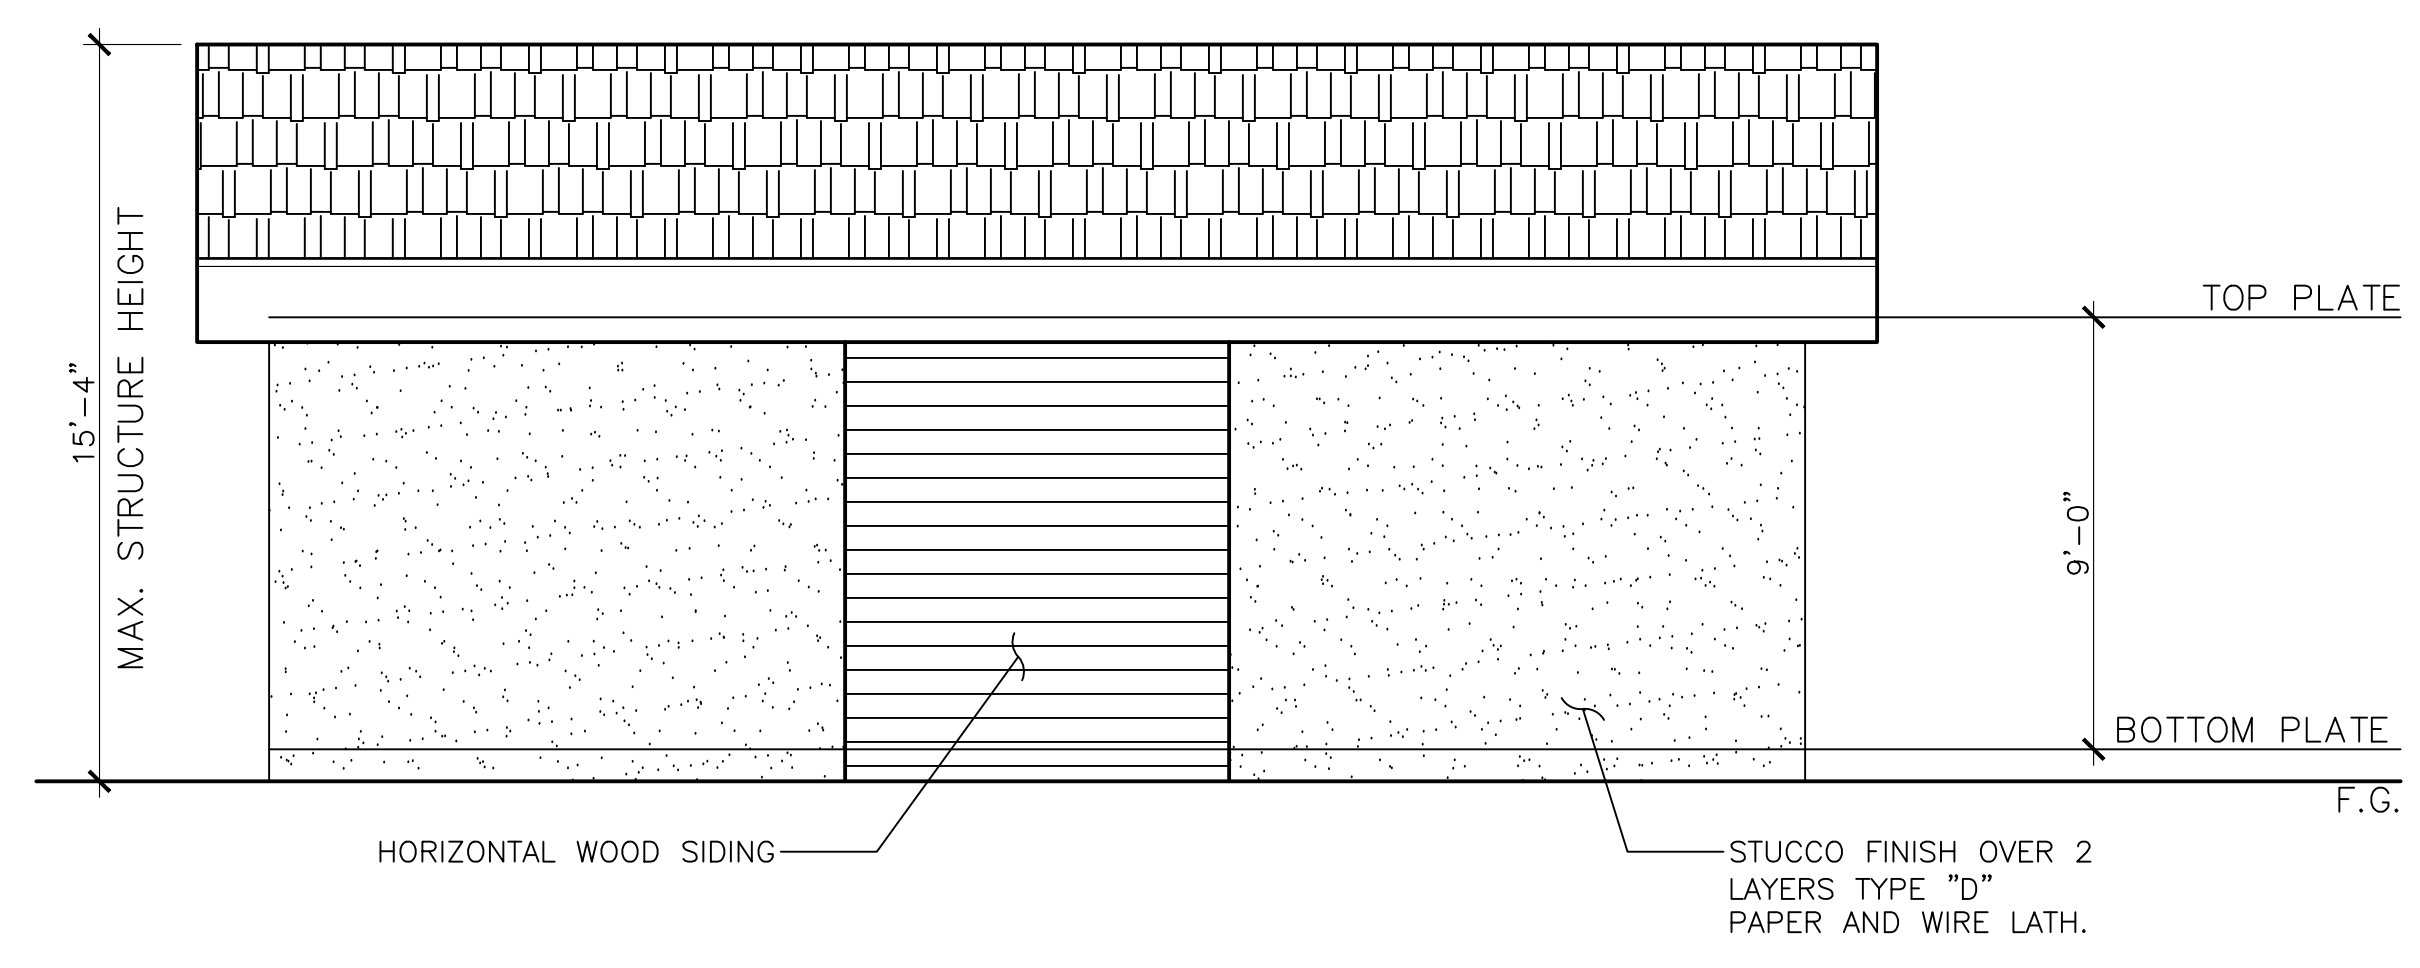 15'-4"
MAX. STRUCTURE HEIGHT
TOP PLATE
9'-0"
BOTTOM PLATE
F.G.
HORIZONTAL WOOD SIDING
STUCCO FINISH OVER 2
LAYERS TYPE "D"
PAPER AND WIRE LATH.